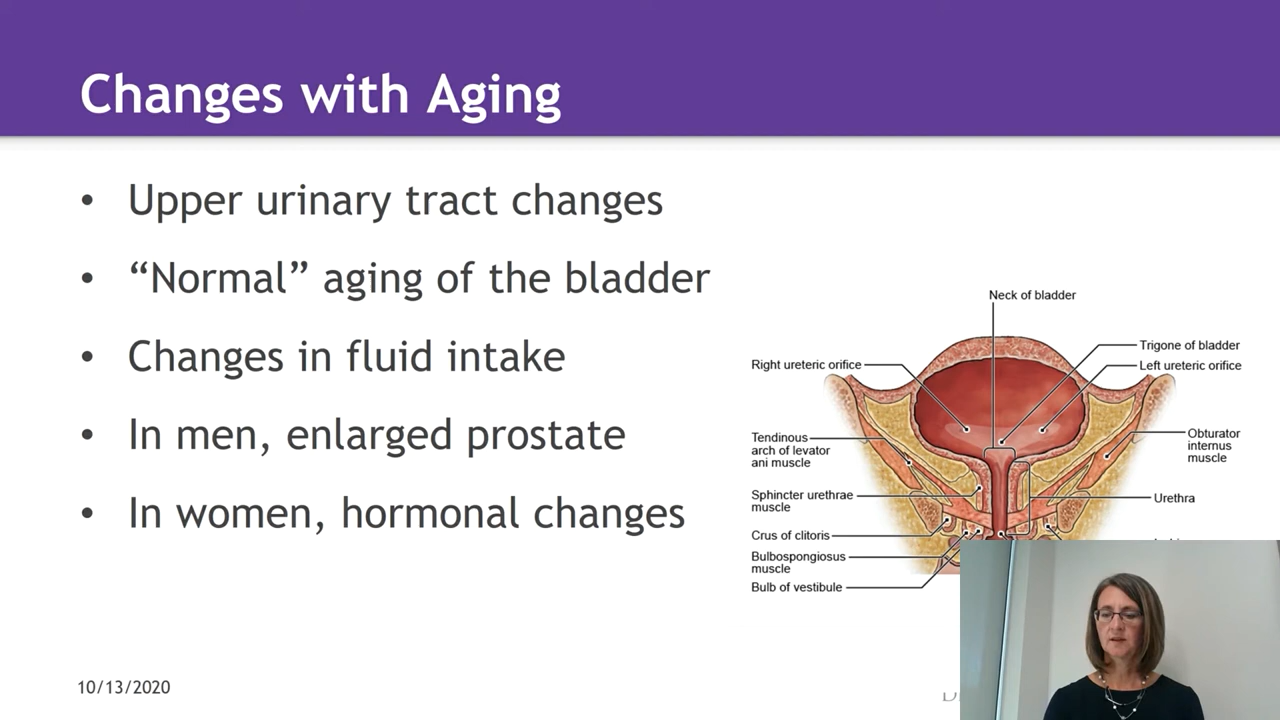 Changes with Aging
• Upper urinary tract changes
• “Normal” aging of the bladder
• Changes in fluid intake
• In men, enlarged prostate
• In women, hormonal changes
Neck of bladder
Trigone of bladder
Right ureteric orifice
Left ureteric orifice
Tendinous
arch of levator
ani muscle
Obturator
internus
muscle
Sphincter urethrae
muscle
Urethra
Crus of clitoris
Bulbospongiosus
muscle
Bulb of vestibule
10/13/2020